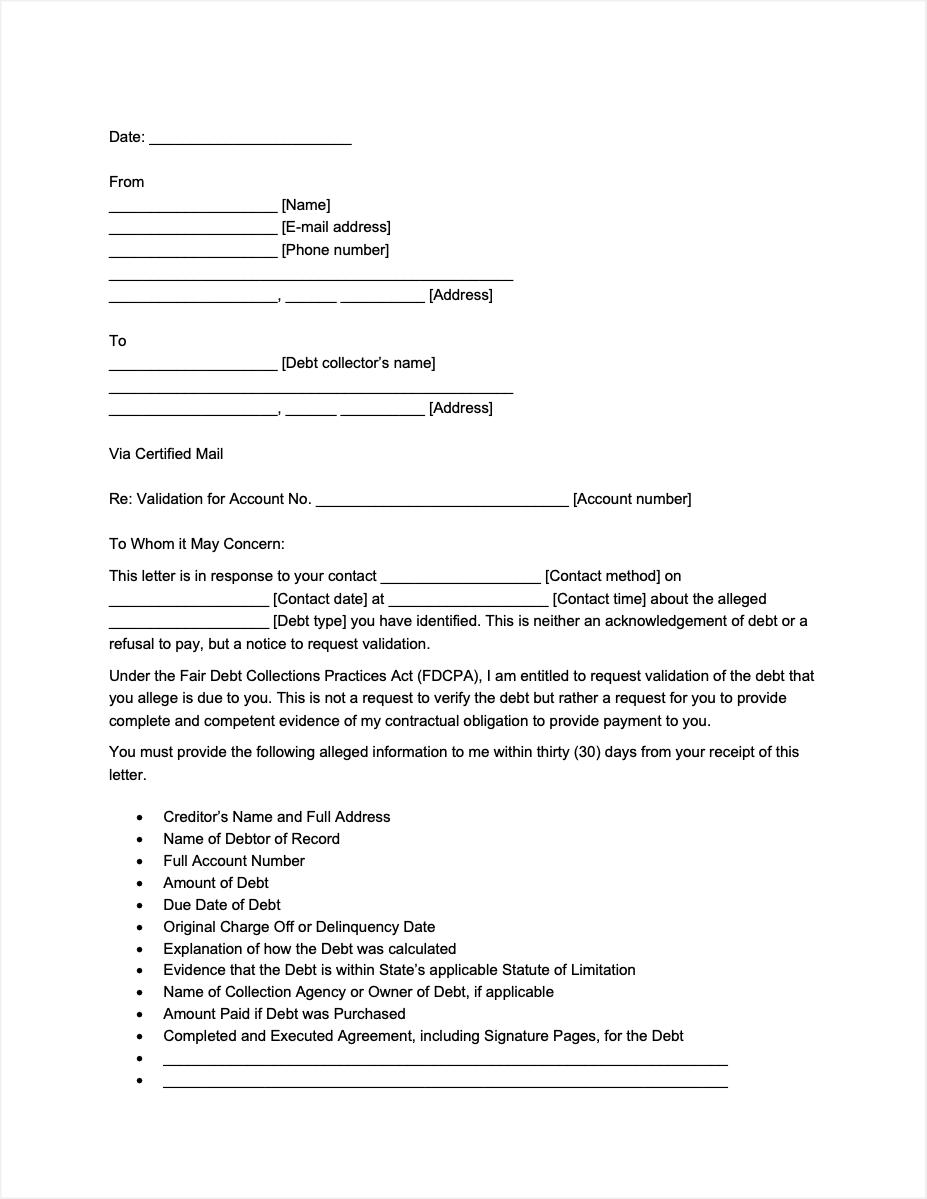 Date: ________________________
From
____________________ [Name]
____________________ [E-mail address]
____________________ [Phone number]
________________________________________________
____________________, ______ __________ [Address]
To
____________________ [Debt collector’s name]
________________________________________________
____________________, ______ __________ [Address]
Via Certified Mail
Re: Validation for Account No. ______________________________ [Account number]
To Whom it May Concern:
This letter is in response to your contact ___________________ [Contact method] on
___________________ [Contact date] at ___________________ [Contact time] about the alleged
___________________ [Debt type] you have identified. This is neither an acknowledgement of debt or a
refusal to pay, but a notice to request validation.
Under the Fair Debt Collections Practices Act (FDCPA), I am entitled to request validation of the debt that
you allege is due to you. This is not a request to verify the debt but rather a request for you to provide
complete and competent evidence of my contractual obligation to provide payment to you.
You must provide the following alleged information to me within thirty (30) days from your receipt of this
letter.
• Creditor’s Name and Full Address
• Name of Debtor of Record
• Full Account Number
• Amount of Debt
• Due Date of Debt
• Original Charge Off or Delinquency Date
• Explanation of how the Debt was calculated
• Evidence that the Debt is within State’s applicable Statute of Limitation
• Name of Collection Agency or Owner of Debt, if applicable
• Amount Paid if Debt was Purchased
• Completed and Executed Agreement, including Signature Pages, for the Debt
• ___________________________________________________________________
• ___________________________________________________________________